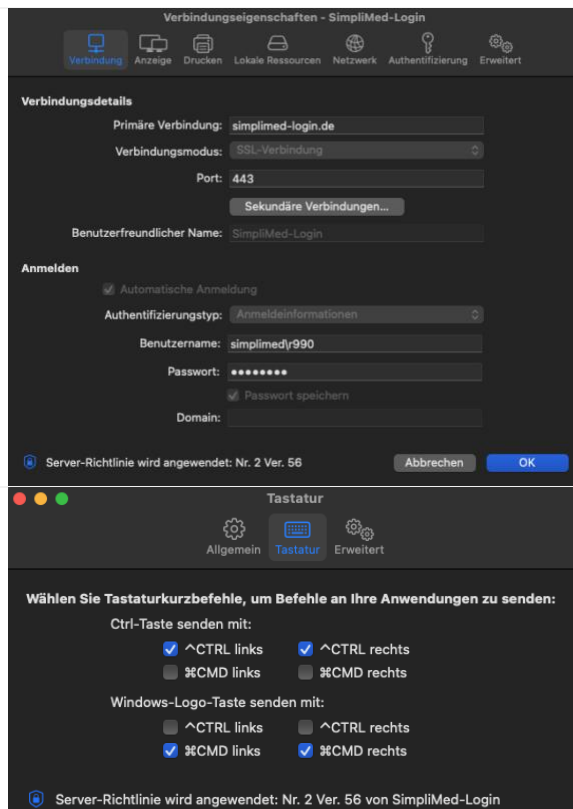 Verbindungseigenschaften - SimpliMed-Login
Verbindung Anzeige Drucken Lokale Ressourcen Netzwerk Authentifizierung Erweitert
Verbindungsdetails
Primäre Verbindung: simplimed-login.de
Verbindungsmodus: SSL-Verbindung
Port: 443
Sekundäre Verbindungen...
Benutzerfreundlicher Name: SimpliMed-Login
Anmelden
Automatische Anmeldung
Authentifizierungstyp: Anmeldeinformationen
Benutzername: simplimed\r990
Passwort: ••••••••
Passwort speichern
Domain:
Server-Richtlinie wird angewendet: Nr. 2 Ver. 56 Abbrechen OK
Tastatur
Allgemein Tastatur Erweitert
Wählen Sie Tastaturkurzbefehle, um Befehle an Ihre Anwendungen zu senden:
Ctrl-Taste senden mit:
^CTRL links ^CTRL rechts
⌘CMD links ⌘CMD rechts
Windows-Logo-Taste senden mit:
^CTRL links ^CTRL rechts
⌘CMD links ⌘CMD rechts
Server-Richtlinie wird angewendet: Nr. 2 Ver. 56 von SimpliMed-Login